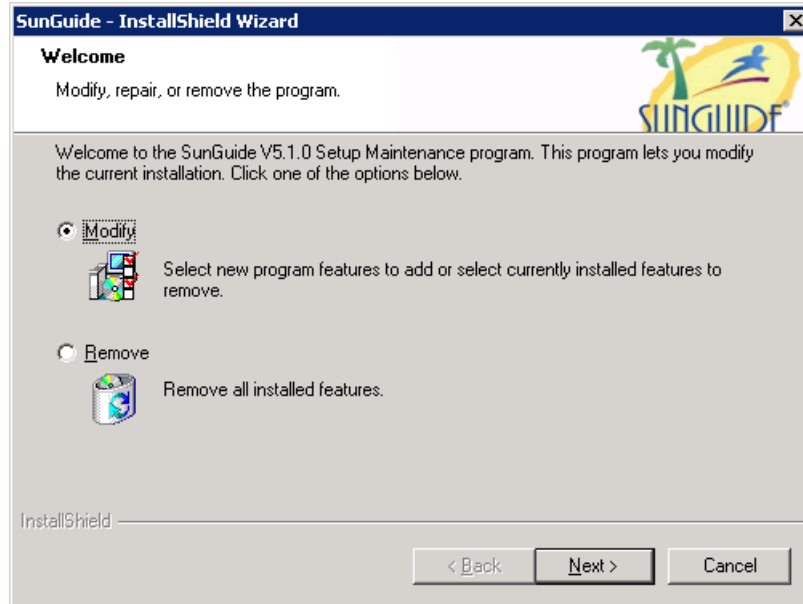 SunGuide - InstallShield Wizard
Welcome
Modify, repair, or remove the program.
SUNGUIDE®
Welcome to the SunGuide V5.1.0 Setup Maintenance program. This program lets you modify
the current installation. Click one of the options below.
Modify
Select new program features to add or select currently installed features to
remove.
Remove
Remove all installed features.
InstallShield
< Back
Next >
Cancel